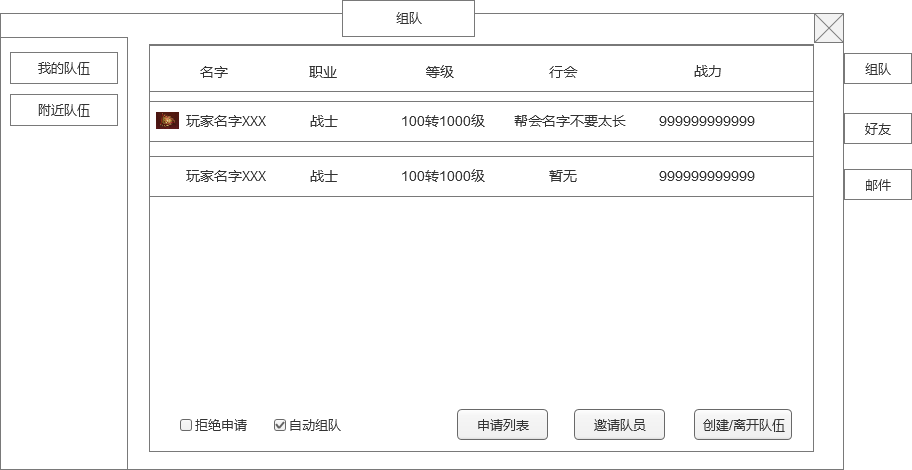 组队
我的队伍
附近队伍
名字 职业 等级 行会 战力
玩家名字XXX 战士 100转1000级 帮会名字不要太长 999999999999
玩家名字XXX 战士 100转1000级 暂无 999999999999
拒绝申请 自动组队 申请列表 邀请队员 创建/离开队伍
组队
好友
邮件